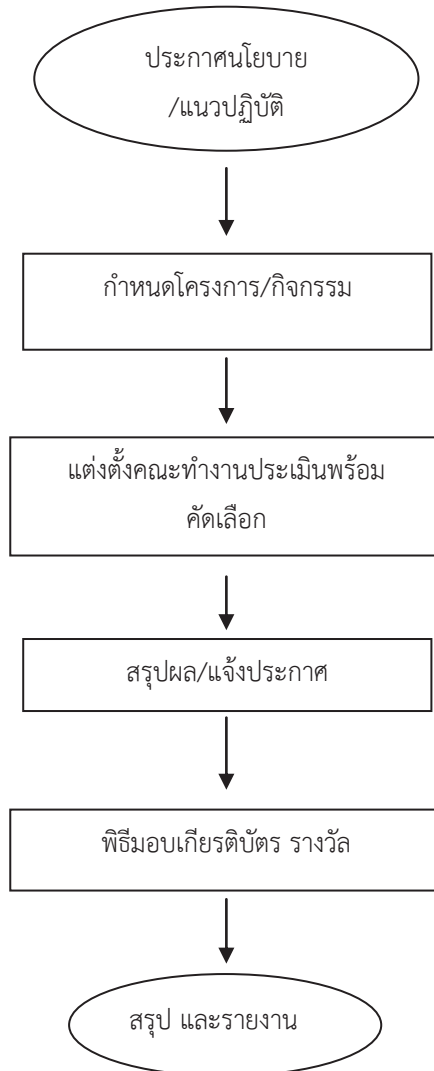 ประกาศนโยบาย
/แนวปฏิบัติ
กำหนดโครงการ/กิจกรรม
แต่งตั้งคณะทำงานประเมินพร้อม
คัดเลือก
สรุปผล/แจ้งประกาศ
พิธีมอบเกียรติบัตร รางวัล
สรุป และรายงาน